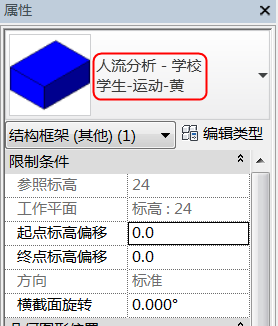 属性
人流分析 - 学校
学生-运动-黄
结构框架 (其他) (1)
编辑类型
限制条件
参照标高 24
工作平面 标高 : 24
起点标高偏移 0.0
终点标高偏移 0.0
方向 标准
横截面旋转 0.000°